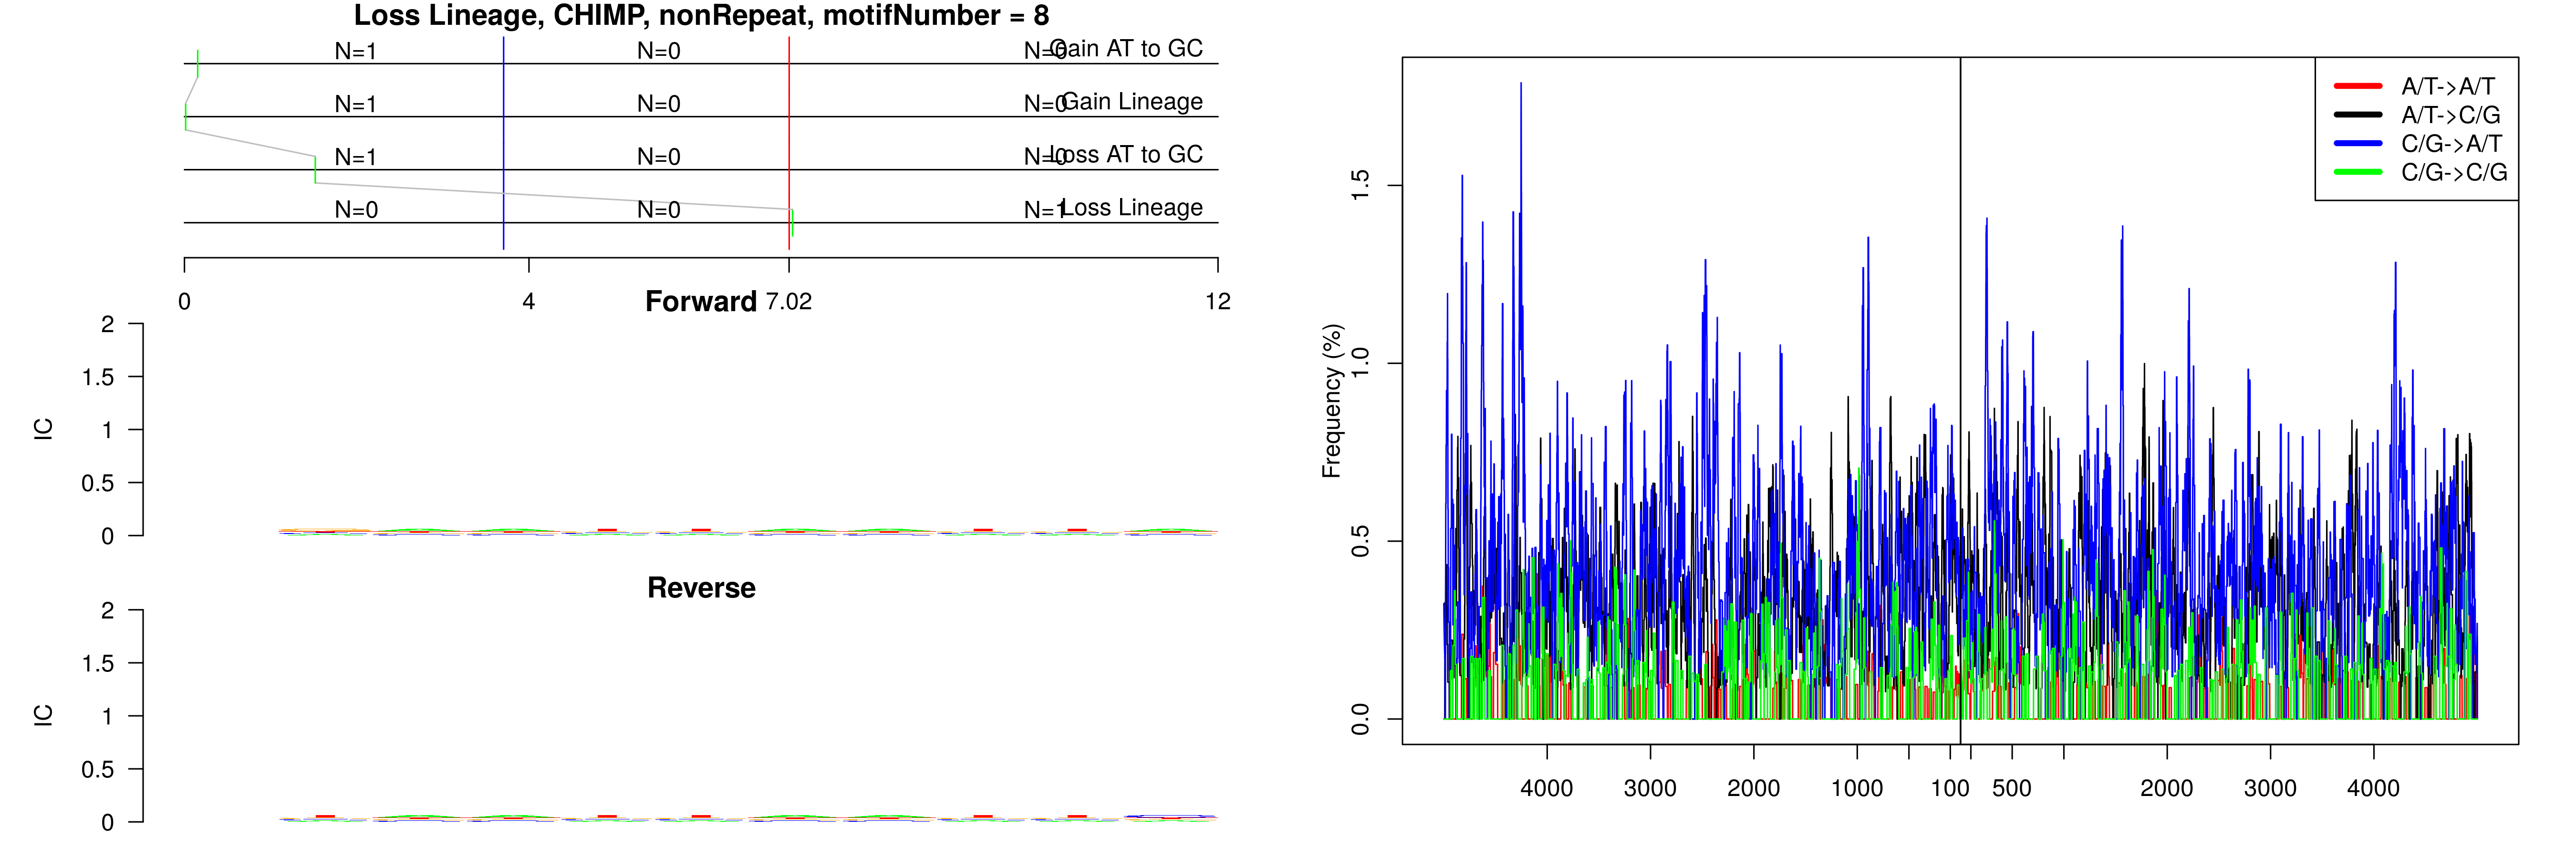 Loss Lineage, CHIMP, nonRepeat, motifNumber = 8
N=1 N=0 N=0 Gain AT to GC
N=1 N=0 N=0 Gain Lineage
N=1 N=0 N=0 Loss AT to GC
N=0 N=0 N=1 Loss Lineage
0 4 7.02 12
Forward
2
1.5
1
0.5
0
IC
Reverse
2
1.5
1
0.5
0
IC
A/T->A/T
A/T->C/G
C/G->A/T
C/G->C/G
Frequency (%)
1.5
1.0
0.5
0.0
4000 3000 2000 1000 100 500 2000 3000 4000